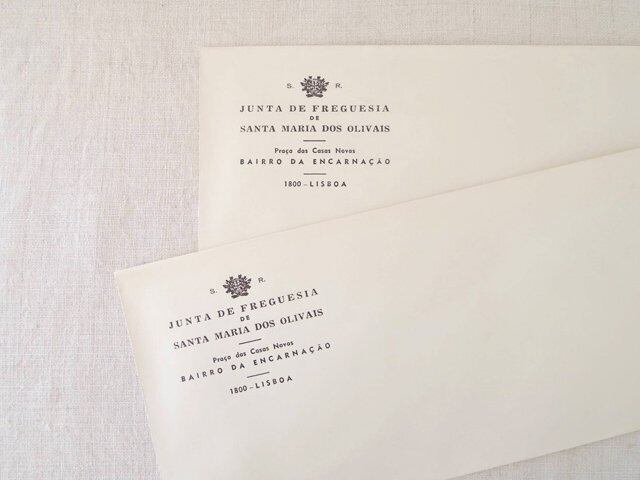 S. R.
JUNTA DE FREGUESIA
DE
SANTA MARIA DOS OLIVAIS
Praça das Casas Novas
BAIRRO DA ENCARNAÇÃO
1800 – LISBOA
S. R.
JUNTA DE FREGUESIA
DE
SANTA MARIA DOS OLIVAIS
Praça das Casas Novas
BAIRRO DA ENCARNAÇÃO
1800 – LISBOA